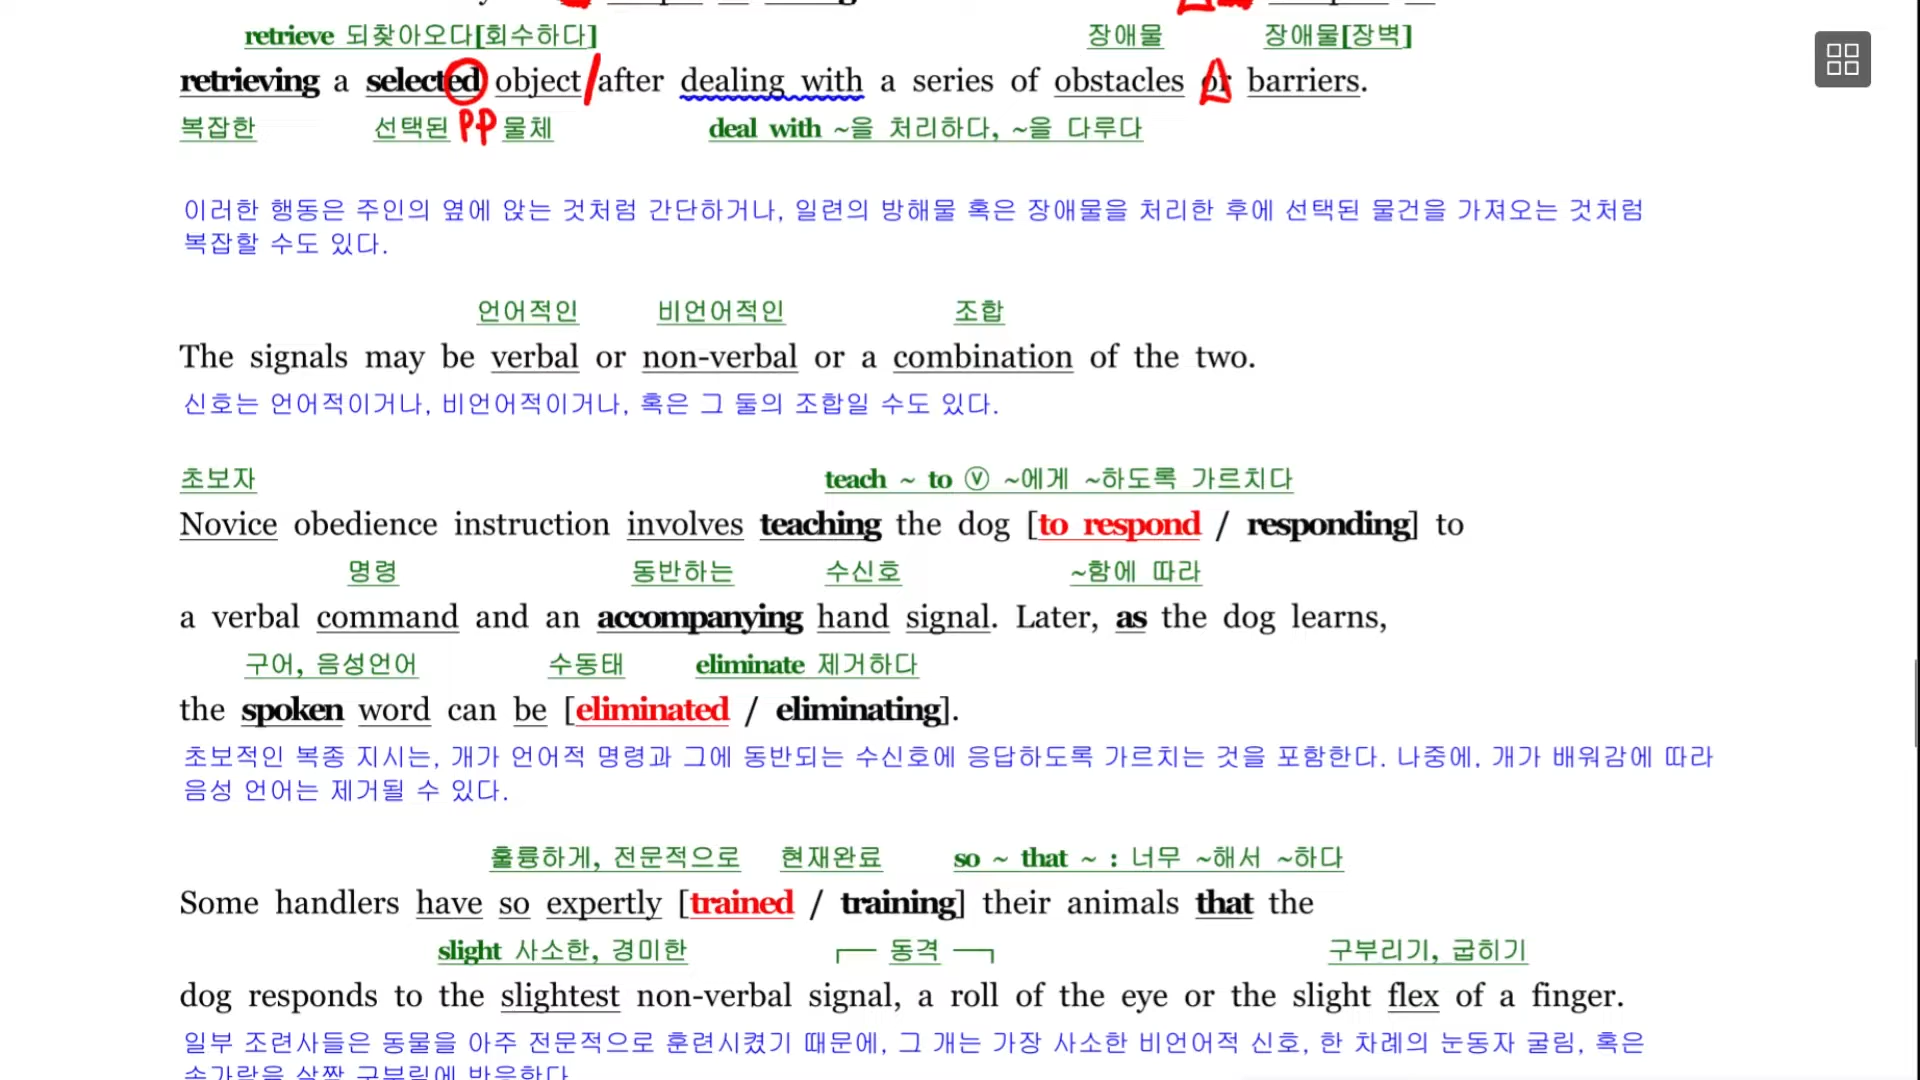 retrieve 되찾아오다[회수하다] 장애물 장애물[장벽]
retrieving a selected object after dealing with a series of obstacles or barriers.
복잡한 선택된 PP 물체 deal with ~을 처리하다, ~을 다루다
이러한 행동은 주인의 옆에 앉는 것처럼 간단하거나, 일련의 방해물 혹은 장애물을 처리한 후에 선택된 물건을 가져오는 것처럼
복잡할 수도 있다.
언어적인 비언어적인 조합
The signals may be verbal or non-verbal or a combination of the two.
신호는 언어적이거나, 비언어적이거나, 혹은 그 둘의 조합일 수도 있다.
초보자 teach ~ to ⓥ ~에게 ~하도록 가르치다
Novice obedience instruction involves teaching the dog [to respond / responding] to
명령 동반하는 수신호 ~함에 따라
a verbal command and an accompanying hand signal. Later, as the dog learns,
구어, 음성언어 수동태 eliminate 제거하다
the spoken word can be [eliminated / eliminating].
초보적인 복종 지시는, 개가 언어적 명령과 그에 동반되는 수신호에 응답하도록 가르치는 것을 포함한다. 나중에, 개가 배워감에 따라
음성 언어는 제거될 수 있다.
훌륭하게, 전문적으로 현재완료 so ~ that ~ : 너무 ~해서 ~하다
Some handlers have so expertly [trained / training] their animals that the
slight 사소한, 경미한 동격 구부리기, 굽히기
dog responds to the slightest non-verbal signal, a roll of the eye or the slight flex of a finger.
일부 조련사들은 동물을 아주 전문적으로 훈련시켰기 때문에, 그 개는 가장 사소한 비언어적 신호, 한 차례의 눈동자 굴림, 혹은
손가락을 살짝 구부림에 반응한다